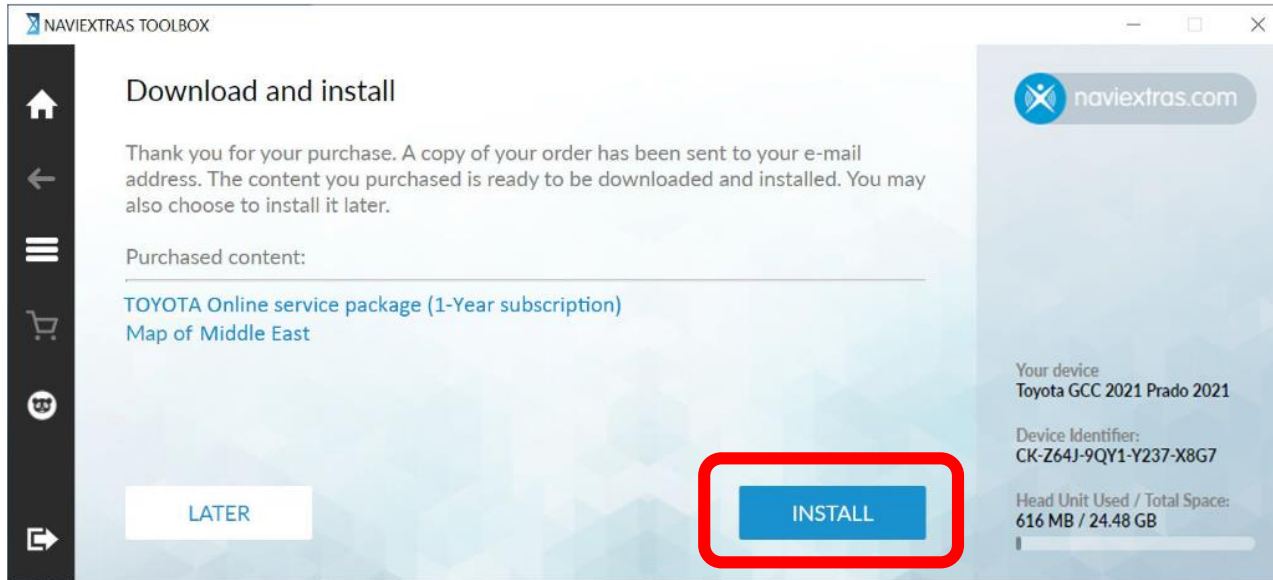 NAVIEXTRAS TOOLBOX
Download and install
naviextras.com
Thank you for your purchase. A copy of your order has been sent to your e-mail
address. The content you purchased is ready to be downloaded and installed. You may
also choose to install it later.
Purchased content:
TOYOTA Online service package (1-Year subscription)
Map of Middle East
Your device
Toyota GCC 2021 Prado 2021
Device Identifier:
CK-Z64J-9QY1-Y237-X8G7
Head Unit Used / Total Space:
616 MB / 24.48 GB
LATER
INSTALL